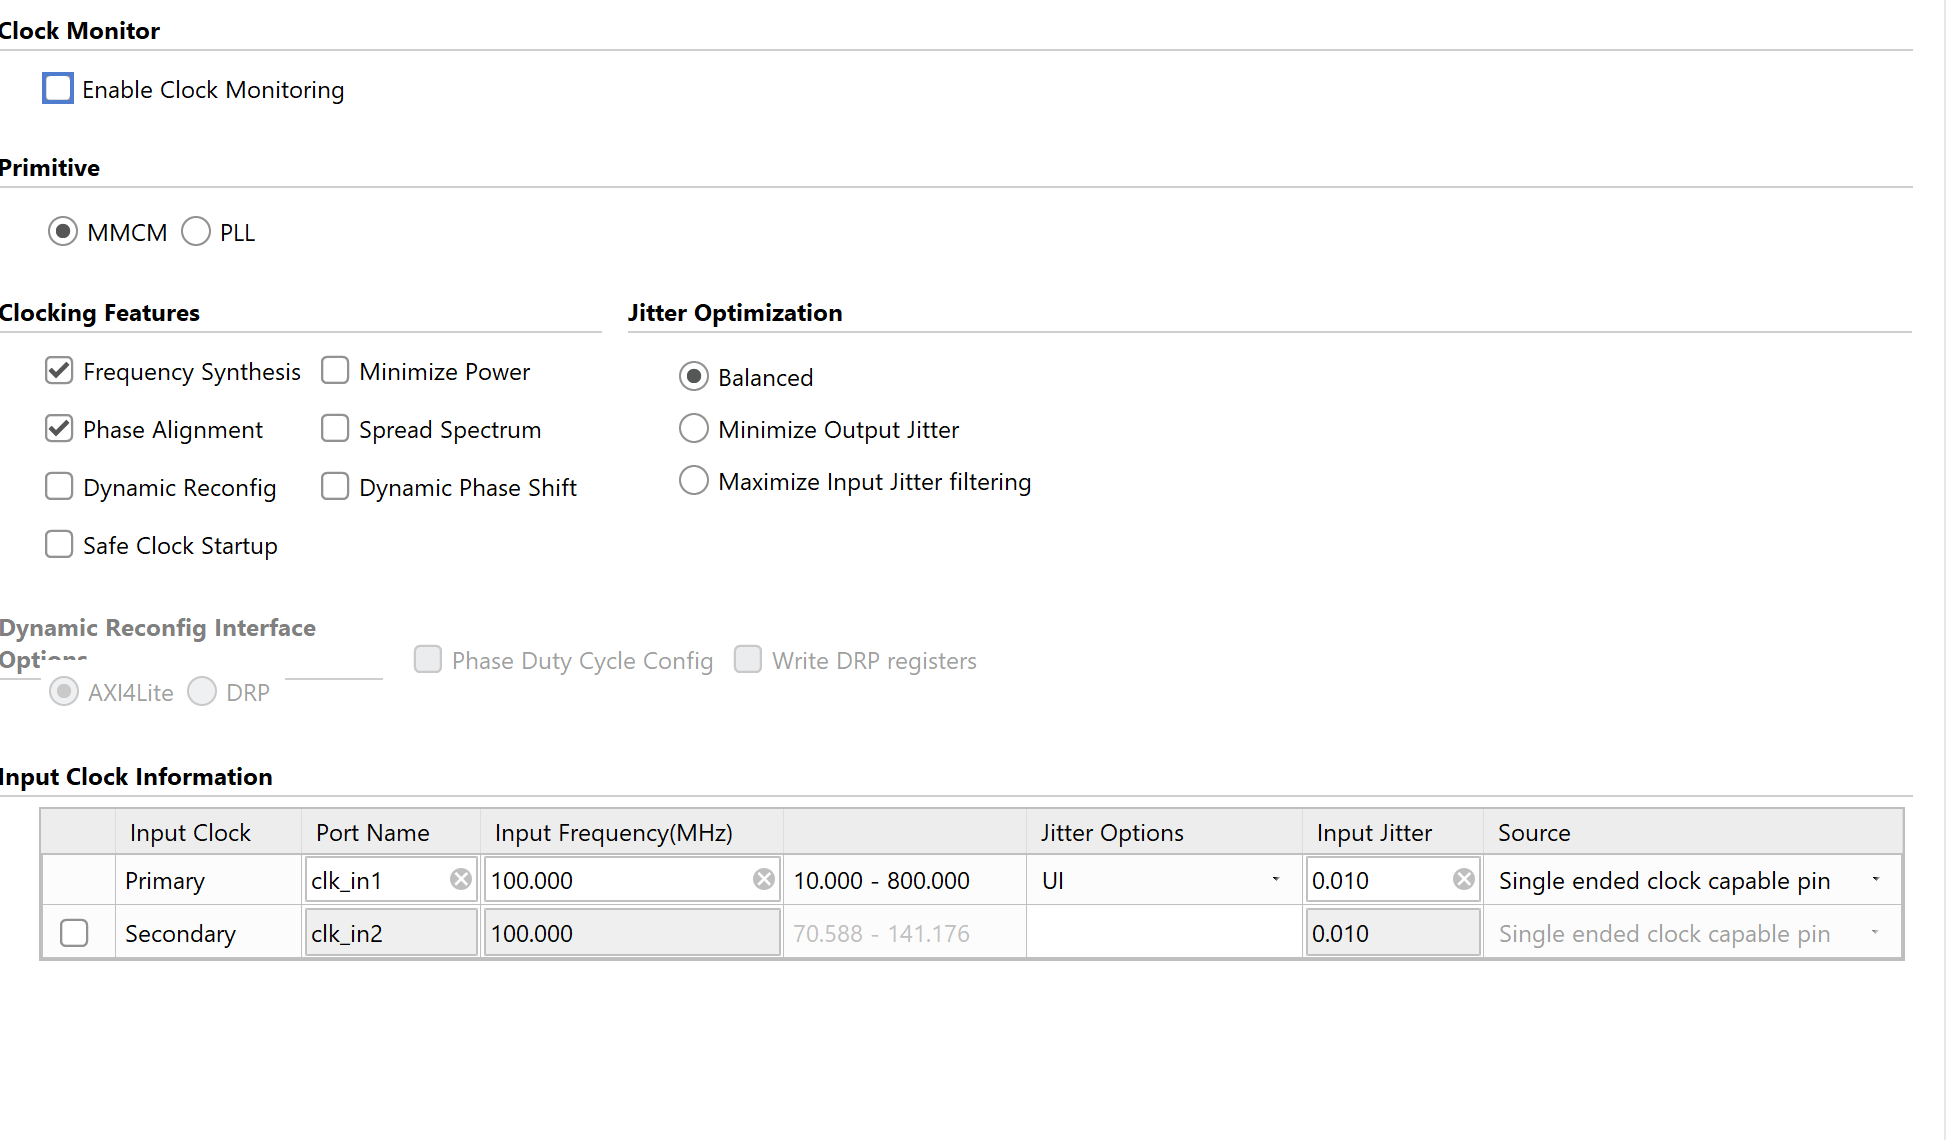 Clock Monitor
Enable Clock Monitoring
Primitive
MMCM PLL
Clocking Features
Frequency Synthesis Minimize Power
Phase Alignment Spread Spectrum
Dynamic Reconfig Dynamic Phase Shift
Safe Clock Startup
Jitter Optimization
Balanced
Minimize Output Jitter
Maximize Input Jitter filtering
Dynamic Reconfig Interface
Options
AXI4Lite DRP
Phase Duty Cycle Config Write DRP registers
Input Clock Information
Input Clock Port Name Input Frequency(MHz) Jitter Options Input Jitter Source
Primary clk_in1 100.000 10.000 - 800.000 UI 0.010 Single ended clock capable pin
Secondary clk_in2 100.000 70.588 - 141.176 0.010 Single ended clock capable pin